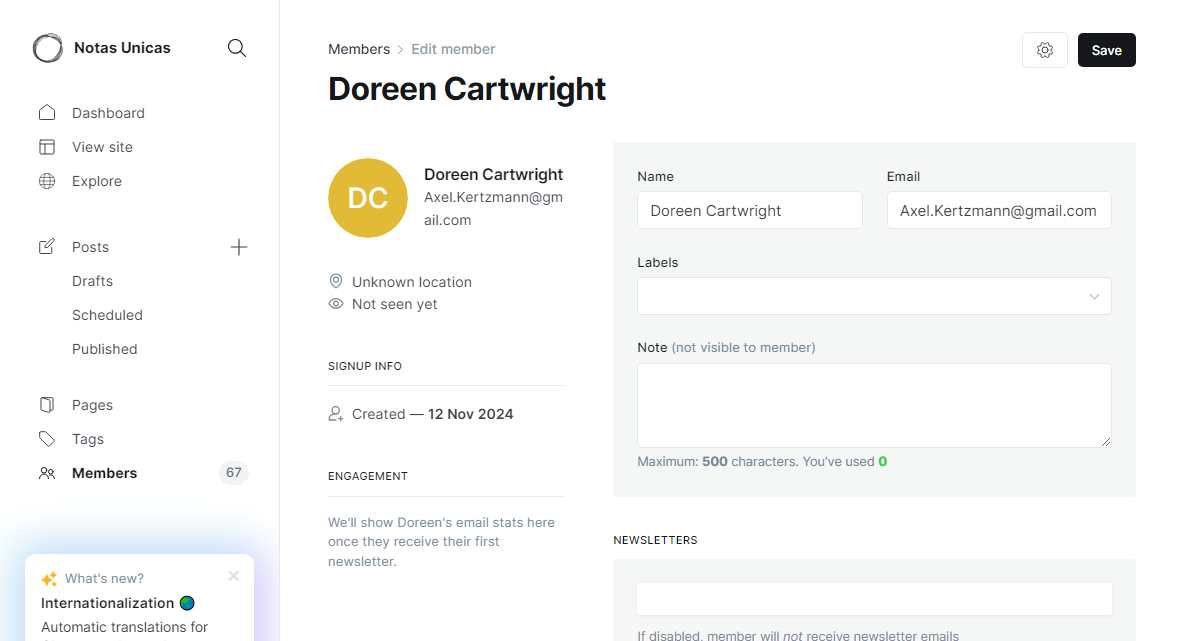 Notas Unicas
Dashboard
View site
Explore
Posts
Drafts
Scheduled
Published
Pages
Tags
Members 67
What's new?
Internationalization 🌏
Automatic translations for
Members > Edit member
Doreen Cartwright
Save
DC
Doreen Cartwright
Axel.Kertzmann@gm
ail.com
Unknown location
Not seen yet
SIGNUP INFO
Created — 12 Nov 2024
ENGAGEMENT
We'll show Doreen's email stats here
once they receive their first
newsletter.
Name
Doreen Cartwright
Email
Axel.Kertzmann@gmail.com
Labels
Note (not visible to member)
Maximum: 500 characters. You've used 0
NEWSLETTERS
If disabled, member will not receive newsletter emails